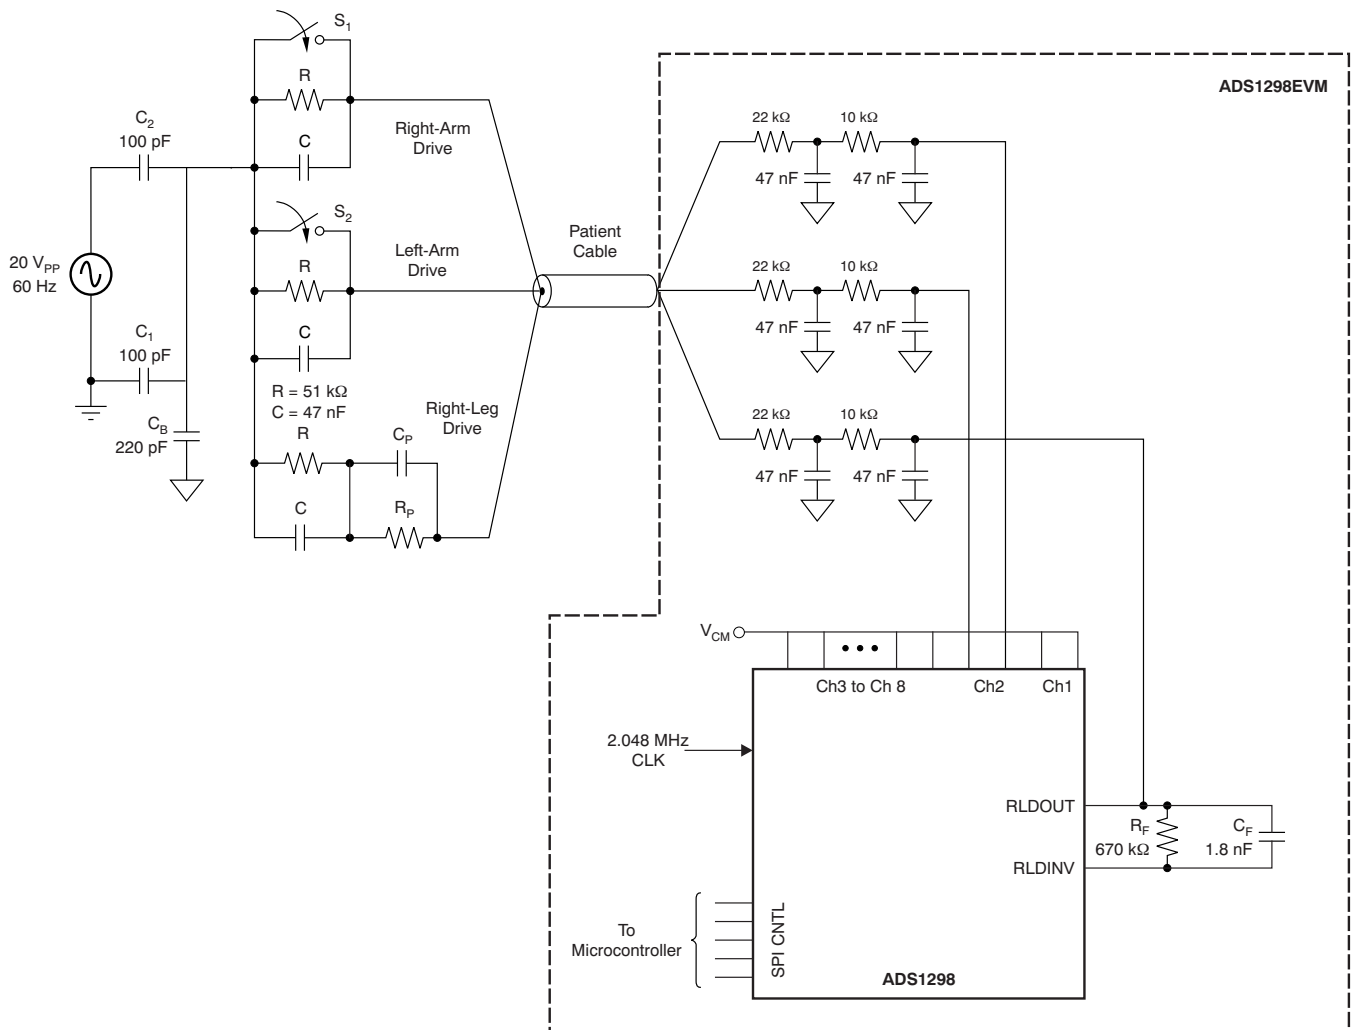 S1
R
C
Right-Arm
Drive
C2
100 pF
20 VPP
60 Hz
C1
100 pF
CB
220 pF
S2
R
C
R = 51 kΩ
C = 47 nF
Left-Arm
Drive
R
C
CP
RP
Right-Leg
Drive
Patient
Cable
ADS1298EVM
22 kΩ
10 kΩ
47 nF
47 nF
22 kΩ
10 kΩ
47 nF
47 nF
22 kΩ
10 kΩ
47 nF
47 nF
VCM
Ch3 to Ch 8
Ch2
Ch1
2.048 MHz
CLK
RLDOUT
RLDINV
RF
670 kΩ
CF
1.8 nF
To
Microcontroller
SPI CNTL
ADS1298